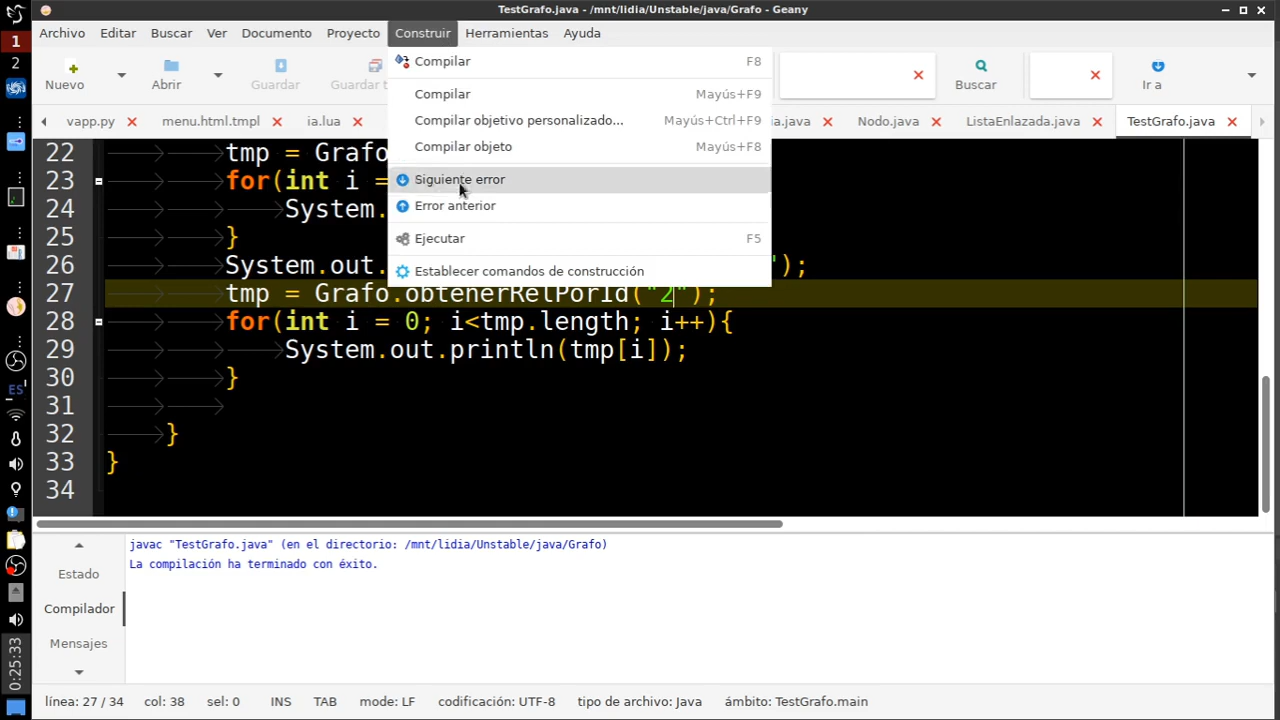 TestGrafo.java - /mnt/lidia/Unstable/java/Grafo - Geany
1
2
Archivo Editar Buscar Ver Documento Proyecto Construir Herramientas Ayuda
Nuevo Abrir Guardar Guardar t Buscar Ir a
Compilar F8
Compilar Mayús+F9
Compilar objetivo personalizado... Mayús+Ctrl+F9
Compilar objeto Mayús+F8
Siguiente error
Error anterior
Ejecutar F5
Establecer comandos de construcción
vapp.py menu.html.tmpl ia.lua a.java Nodo.java ListaEnlazada.java TestGrafo.java
22 tmp = Grafo.
23 for(int i =
24 System.
25 }
26 System.out. ");
27 tmp = Grafo.obtenerRelPorId("2");
28 for(int i = 0; i<tmp.length; i++){
29 System.out.println(tmp[i]);
30 }
31
32 }
33 }
34
ES
0:25:33
Estado
Compilador
Mensajes
javac "TestGrafo.java" (en el directorio: /mnt/lidia/Unstable/java/Grafo)
La compilación ha terminado con éxito.
línea: 27 / 34 col: 38 sel: 0 INS TAB mode: LF codificación: UTF-8 tipo de archivo: Java ámbito: TestGrafo.main